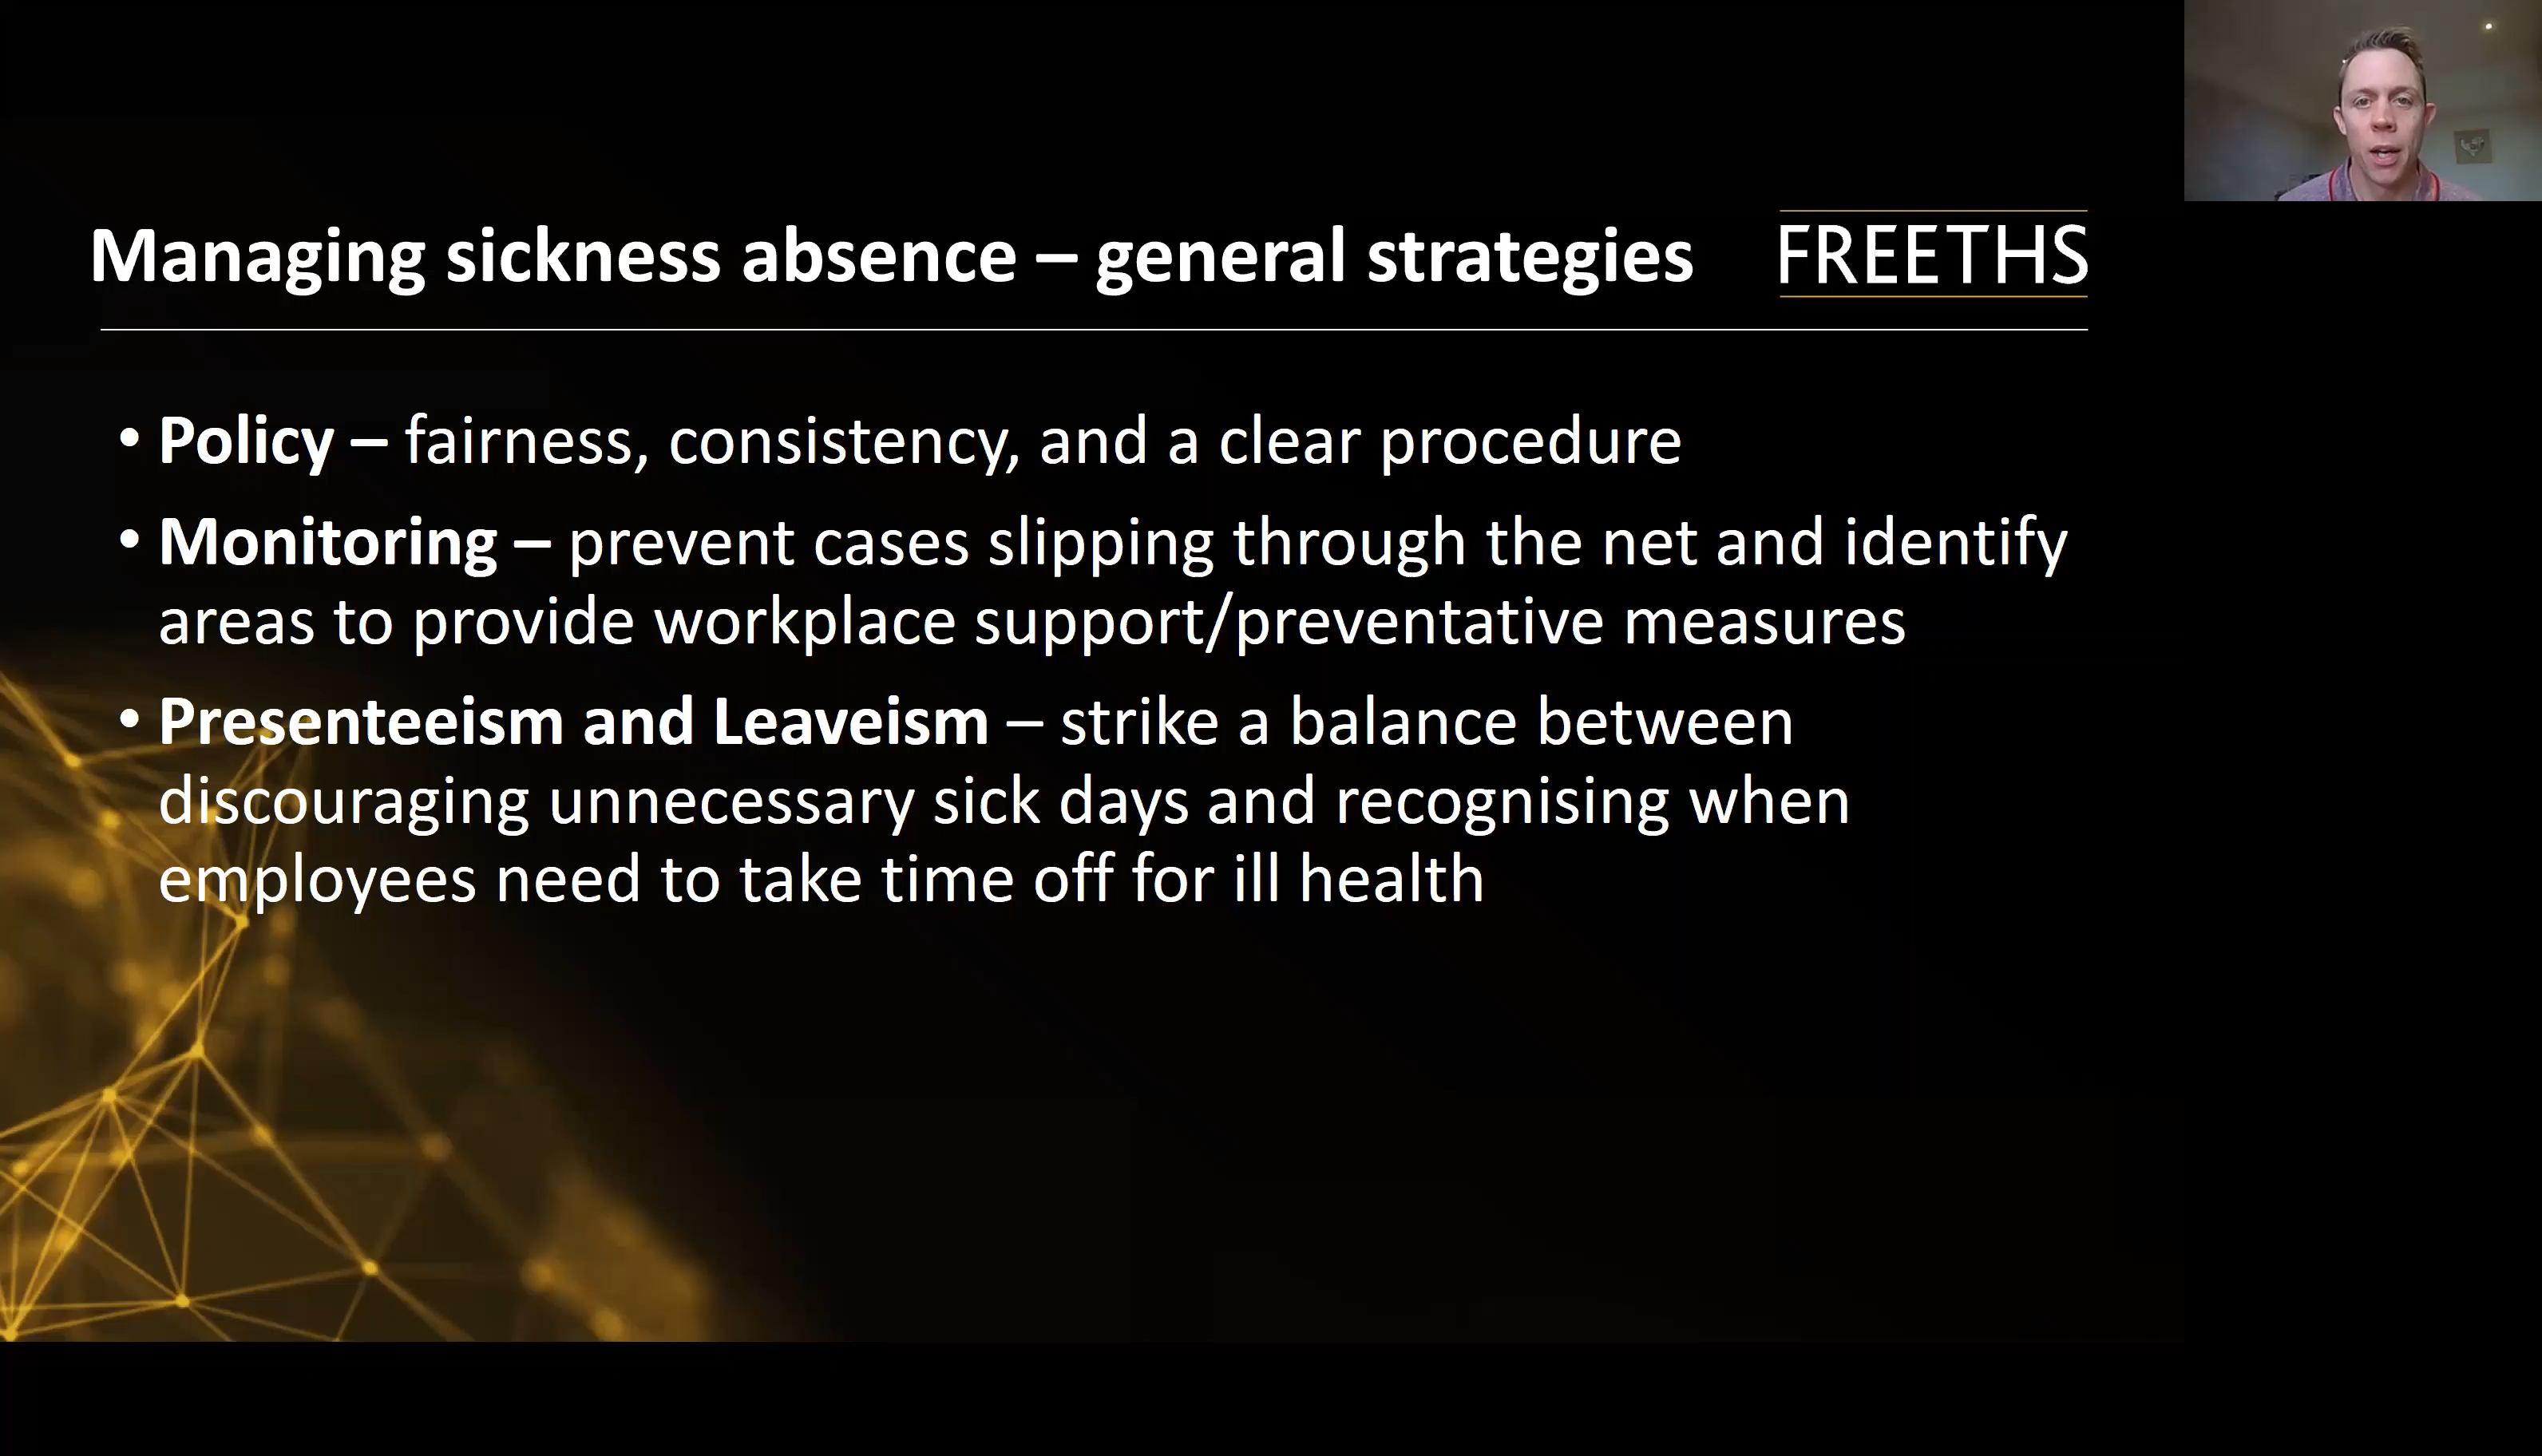 Managing sickness absence – general strategies
FREETHS
• Policy – fairness, consistency, and a clear procedure
• Monitoring – prevent cases slipping through the net and identify
areas to provide workplace support/preventative measures
• Presenteeism and Leaveism – strike a balance between
discouraging unnecessary sick days and recognising when
employees need to take time off for ill health